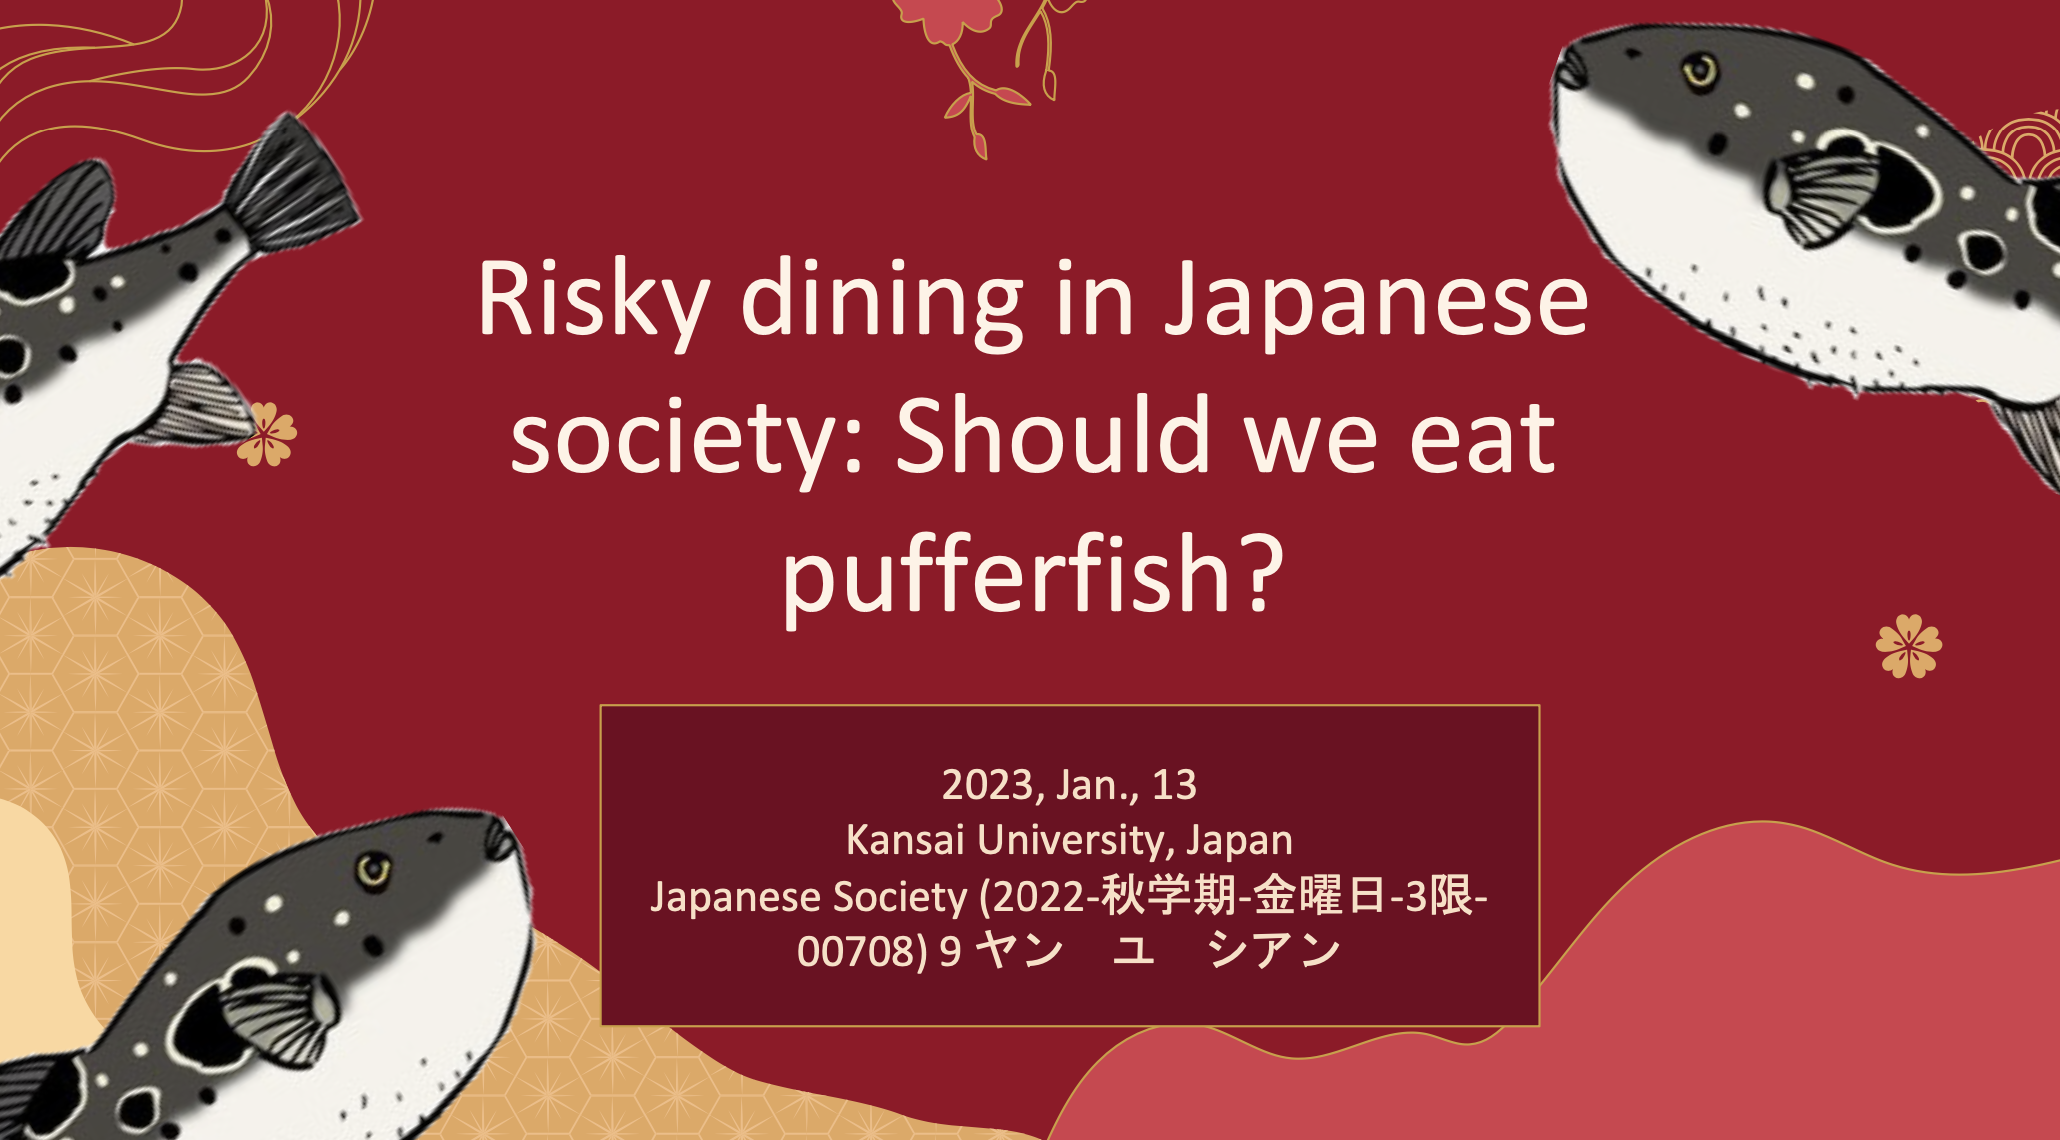 Risky dining in Japanese
society: Should we eat
pufferfish?
2023, Jan., 13
Kansai University, Japan
Japanese Society (2022-秋学期-金曜日-3限-
00708) 9 ヤン　ユ　シアン